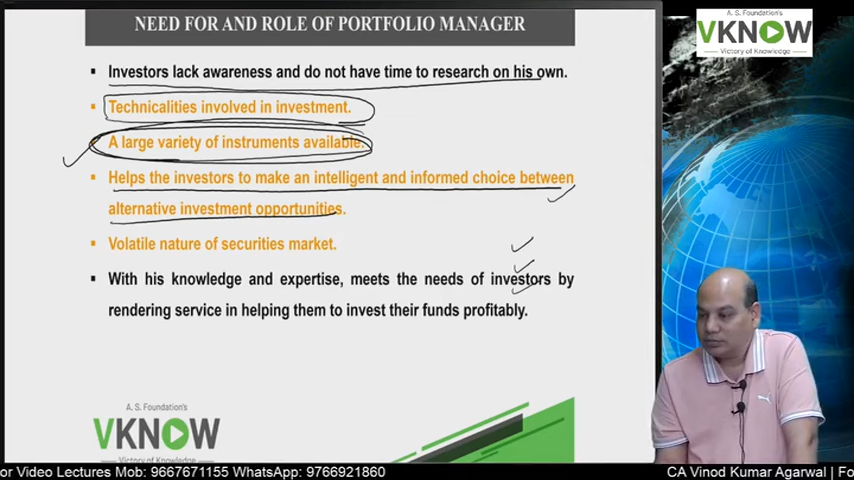 NEED FOR AND ROLE OF PORTFOLIO MANAGER
A. S. Foundation's
VKNOW
Victory of Knowledge
Investors lack awareness and do not have time to research on his own.
Technicalities involved in investment.
A large variety of instruments available.
Helps the investors to make an intelligent and informed choice between
alternative investment opportunities.
Volatile nature of securities market.
With his knowledge and expertise, meets the needs of investors by
rendering service in helping them to invest their funds profitably.
A. S. Foundation's
VKNOW
Victory of Knowledge
or Video Lectures Mob: 9667671155 WhatsApp: 9766921860
CA Vinod Kumar Agarwal | Fo